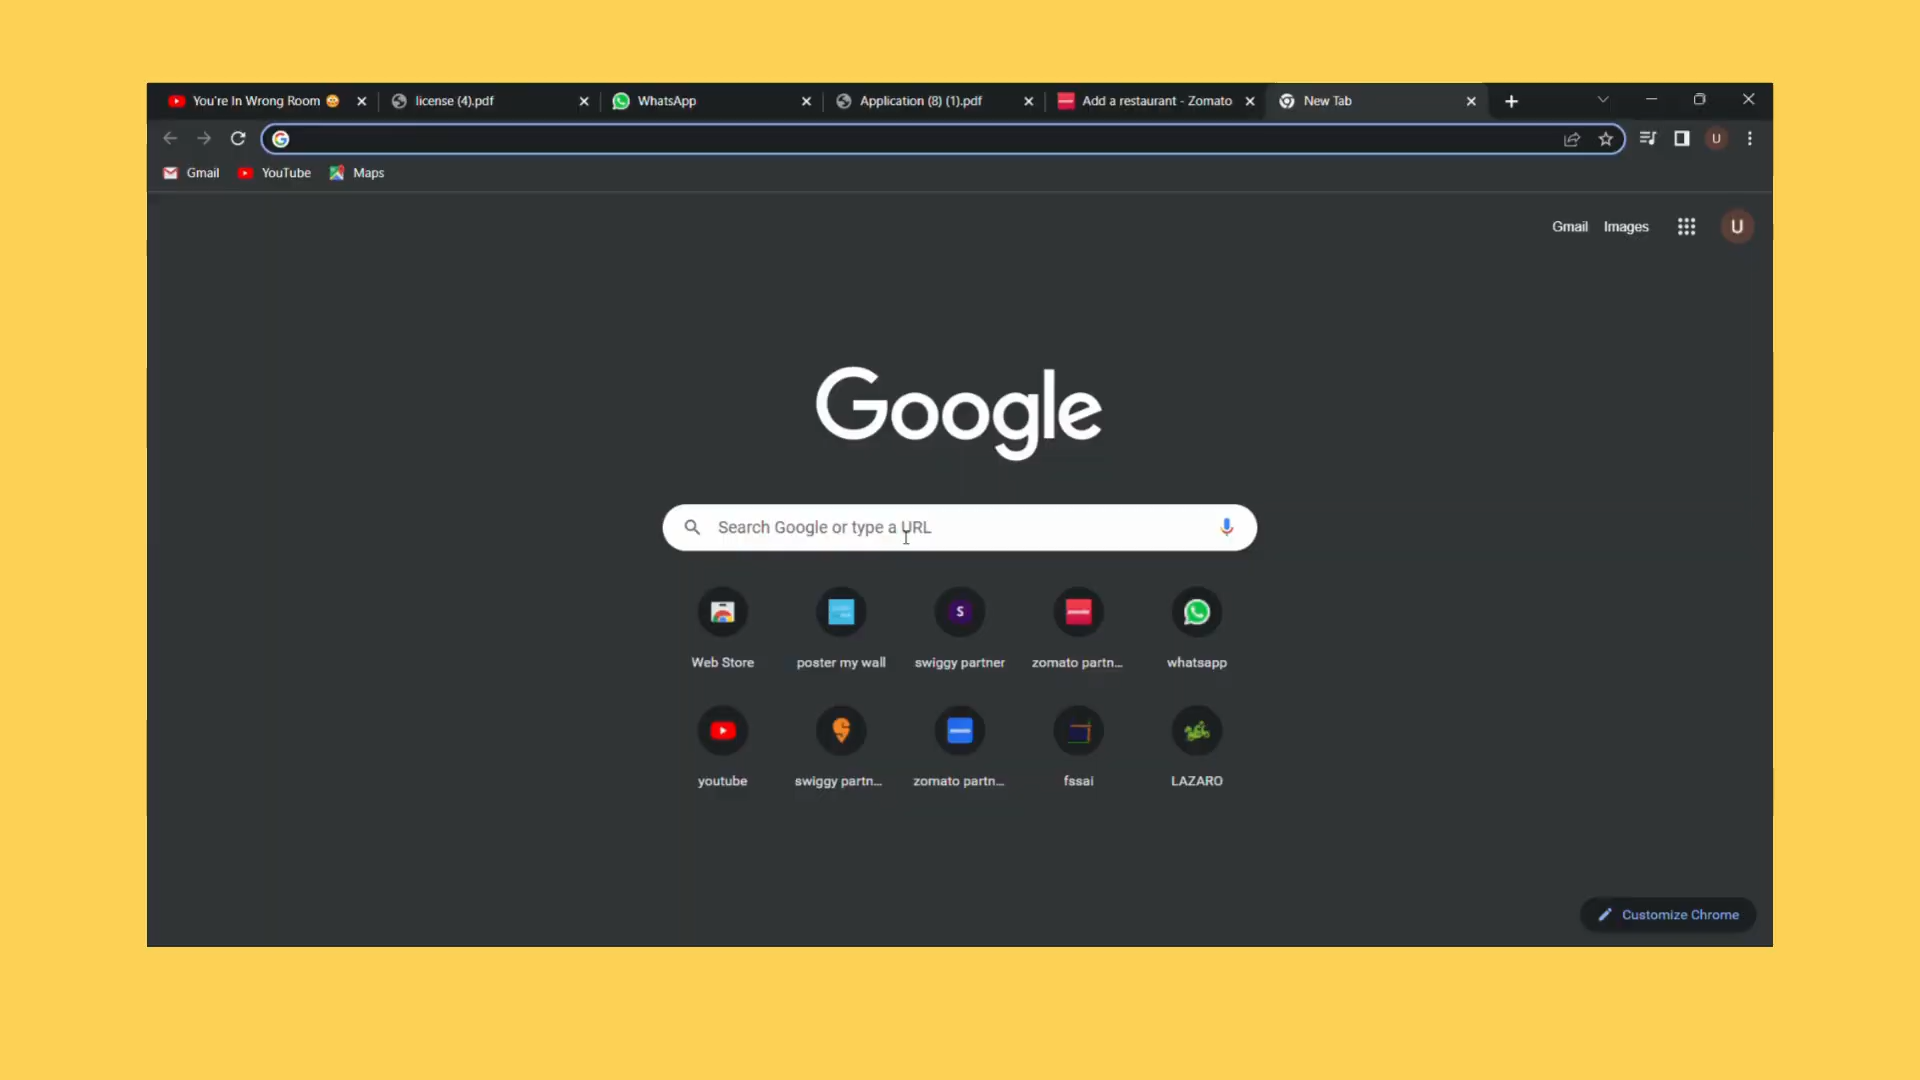 You're In Wrong Room 😳
license (4).pdf
WhatsApp
Application (8) (1).pdf
Add a restaurant - Zomato
New Tab
U
Gmail
YouTube
Maps
Gmail
Images
U
Google
Search Google or type a URL
S
Web Store
poster my wall
swiggy partner
zomato partn...
whatsapp
youtube
swiggy partn...
zomato partn...
fssai
LAZARO
Customize Chrome